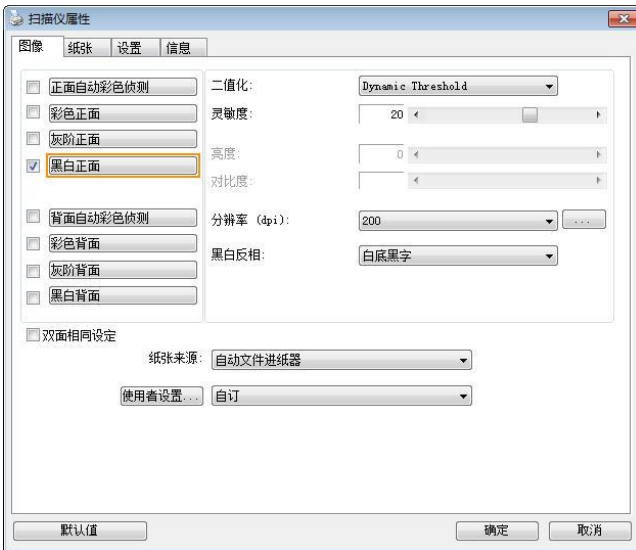 扫描仪属性
图像 纸张 设置 信息
正面自动彩色侦测
彩色正面
灰阶正面
黑白正面
背面自动彩色侦测
彩色背面
灰阶背面
黑白背面
二值化: Dynamic Threshold
灵敏度: 20
亮度: 0
对比度:
分辨率 (dpi): 200 ...
黑白反相: 白底黑字
双面相同设定
纸张来源: 自动文件进纸器
使用者设置... 自订
默认值 确定 取消